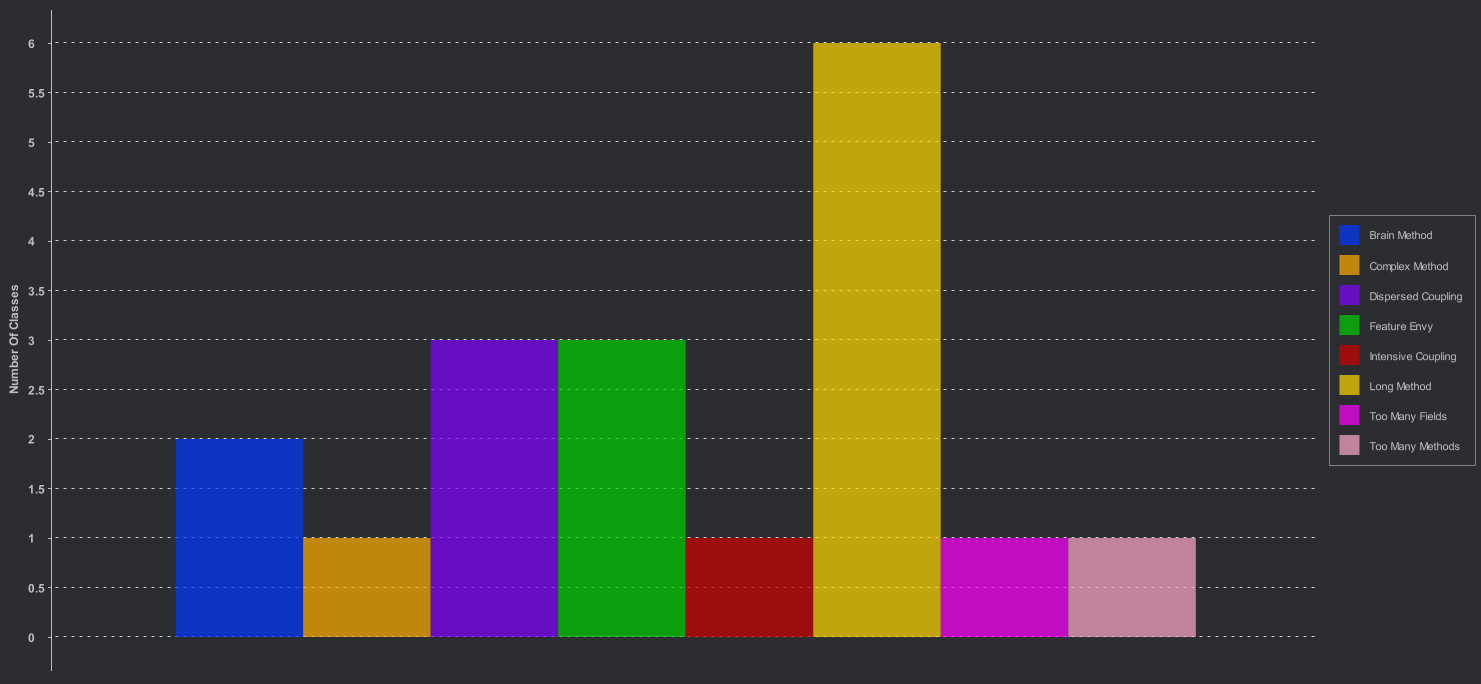 6
5.5
5
4.5
4
3.5
3
2.5
2
1.5
1
0.5
0
Number Of Classes
Brain Method
Complex Method
Dispersed Coupling
Feature Envy
Intensive Coupling
Long Method
Too Many Fields
Too Many Methods